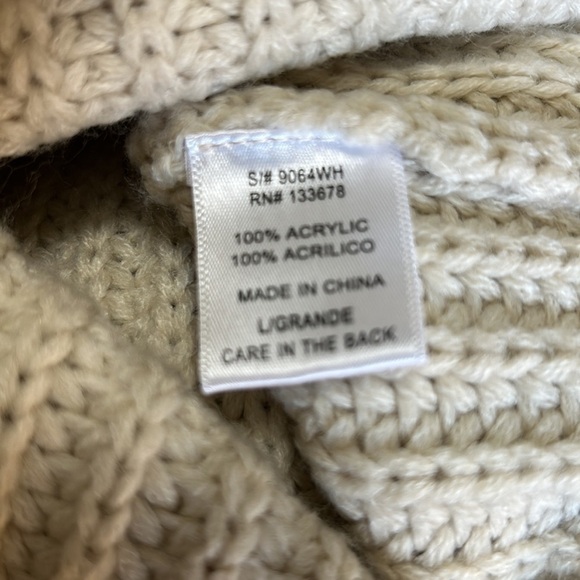 S/# 9064WH
RN# 133678
100% ACRYLIC
100% ACRILICO
MADE IN CHINA
L/GRANDE
CARE IN THE BACK